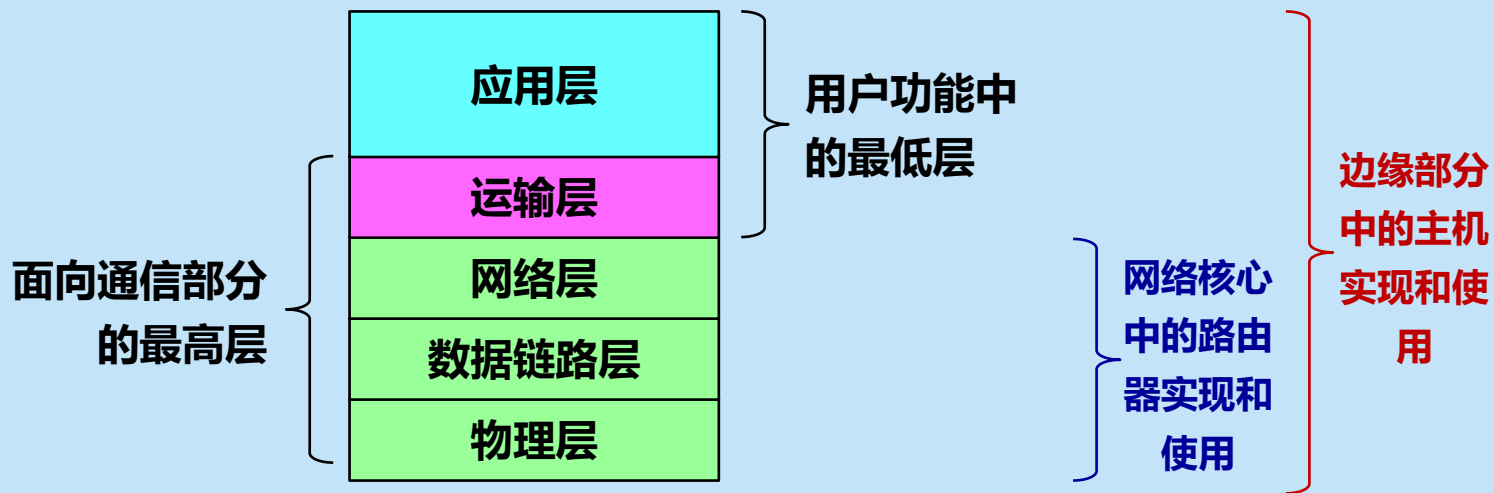 应用层
运输层
网络层
数据链路层
物理层
用户功能中
的最低层
面向通信部分
的最高层
网络核心
中的路由
器实现和
使用
边缘部分
中的主机
实现和使
用